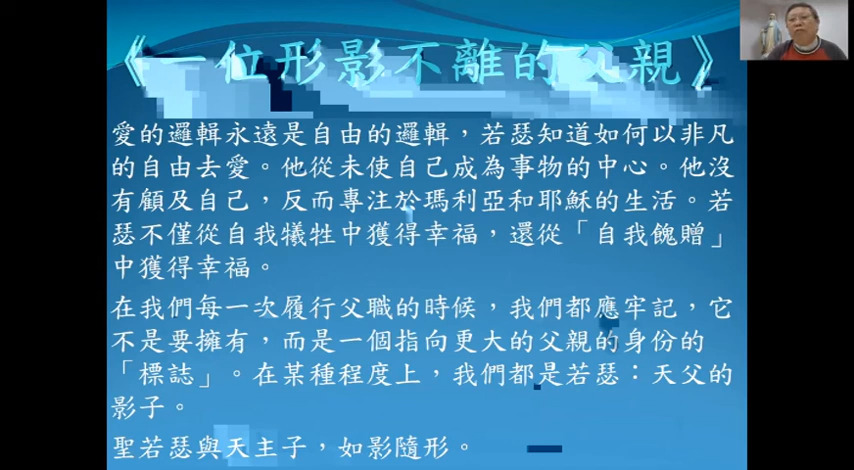 《一位形影不離的父親》
愛的邏輯永遠是自由的邏輯，若瑟知道如何以非凡
的自由去愛。他從未使自己成為事物的中心。他沒
有顧及自己，反而專注於瑪利亞和耶穌的生活。若
瑟不僅從自我犧牲中獲得幸福，還從「自我餽贈」
中獲得幸福。
在我們每一次履行父職的時候，我們都應牢記，它
不是要擁有，而是一個指向更大的父親的身份的
「標誌」。在某種程度上，我們都是若瑟：天父的
影子。
聖若瑟與天主子，如影隨形。